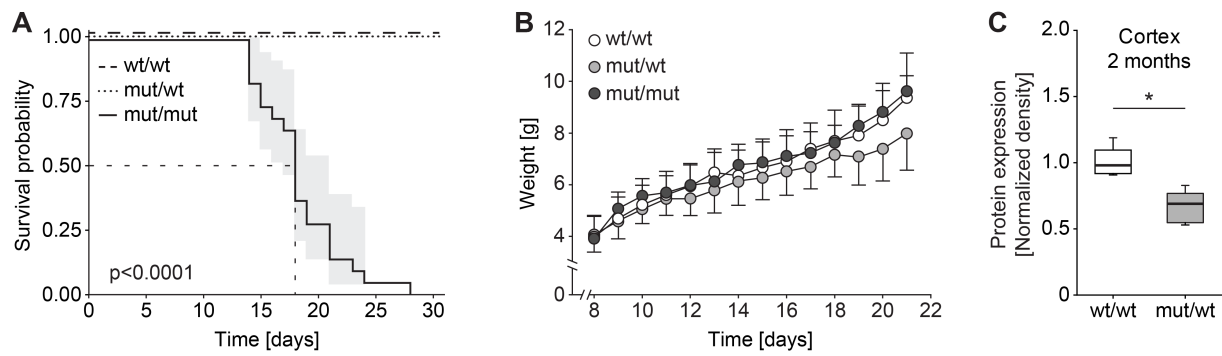 A
Survival probability
1.00
0.75
0.50
0.25
0.00
wt/wt
mut/wt
mut/mut
p<0.0001
0 5 10 15 20 25 30
Time [days]
B
Weight [g]
12
10
8
6
4
0
wt/wt
mut/wt
mut/mut
8 10 12 14 16 18 20 22
Time [days]
C
Protein expression
[Normalized density]
2.0
1.5
1.0
0.5
0
Cortex
2 months
*
wt/wt mut/wt